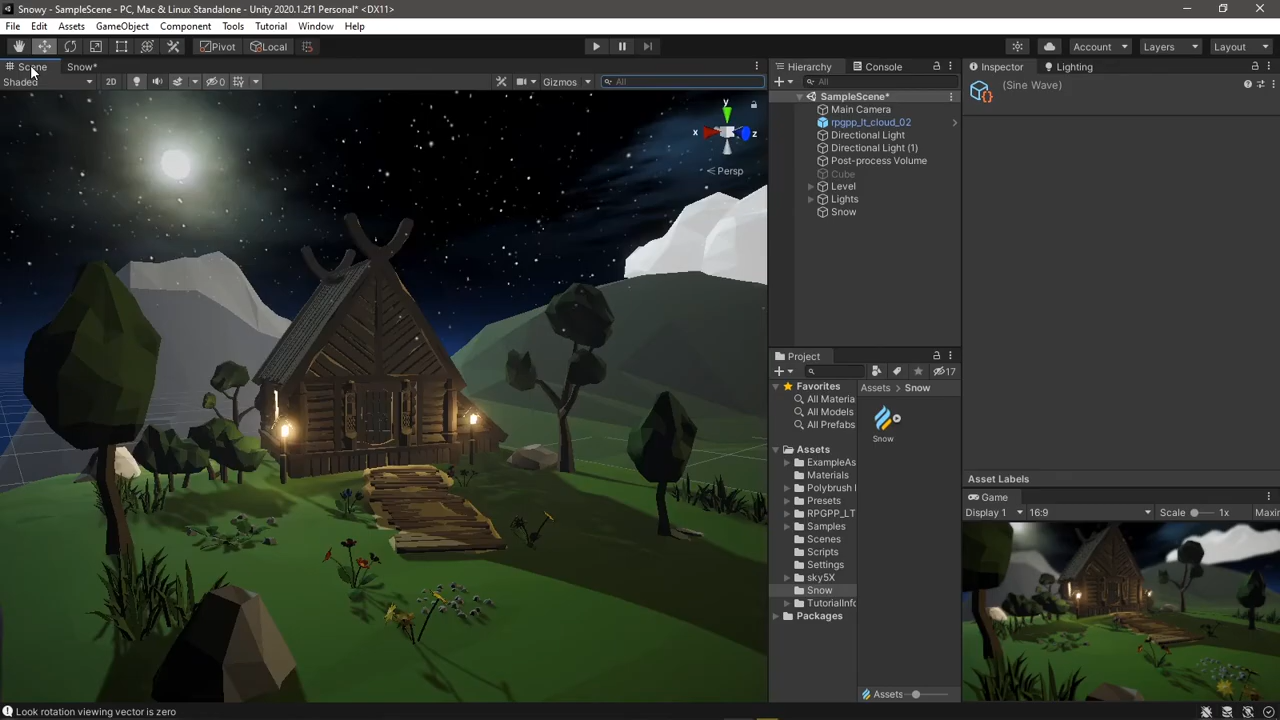 Snowy - SampleScene - PC, Mac & Linux Standalone - Unity 2020.1.2f1 Personal* <DX11>
File Edit Assets GameObject Component Tools Tutorial Window Help
Pivot Local Account Layers Layout
Scene Snow*
Shaded 2D 0 Gizmos All
y
x z
Persp
Hierarchy Console
All
SampleScene*
Main Camera
rpgpp_lt_cloud_02
Directional Light
Directional Light (1)
Post-process Volume
Cube
Level
Lights
Snow
Project
17
Favorites
All Materia
All Models
All Prefabs
Assets
ExampleAs
Materials
Polybrush
Presets
RPGPP_LT
Samples
Scenes
Scripts
Settings
sky5X
Snow
TutorialInfo
Packages
Assets > Snow
Snow
Assets
Inspector Lighting
(Sine Wave)
Asset Labels
Game
Display 1 16:9 Scale 1x Maxi
Look rotation viewing vector is zero